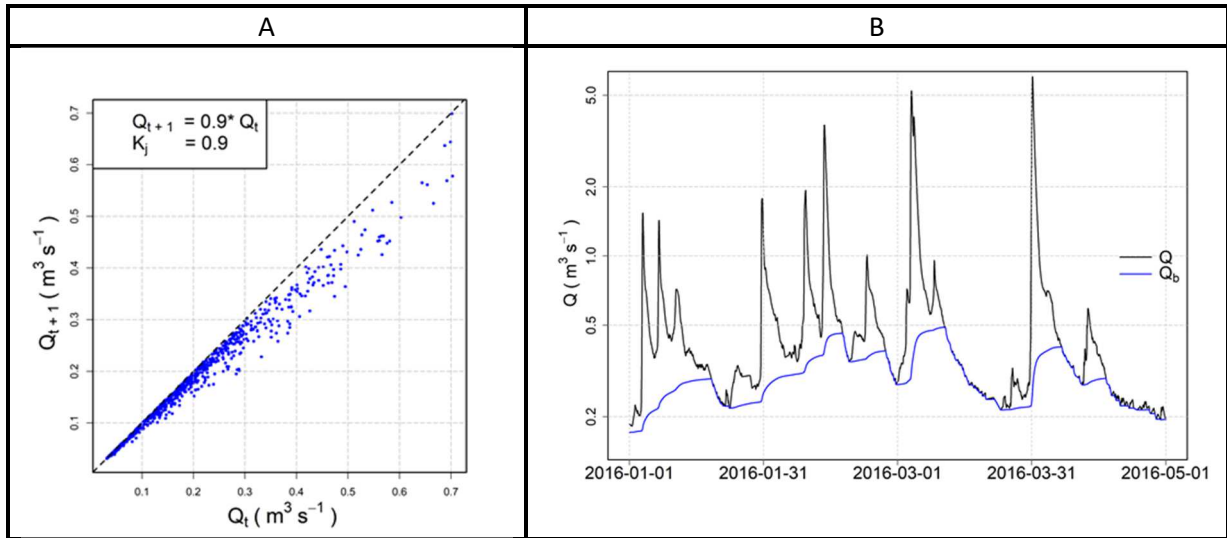 A
B
Q_{t+1} = 0.9* Q_t
K_j = 0.9
Q_{t+1} ( m³ s⁻¹ )
0.7
0.6
0.5
0.4
0.3
0.2
0.1
0.1 0.2 0.3 0.4 0.5 0.6 0.7
Q_t ( m³ s⁻¹ )
Q ( m³ s⁻¹ )
5.0
2.0
1.0
0.5
0.2
Q
Q_b
2016-01-01 2016-01-31 2016-03-01 2016-03-31 2016-05-01